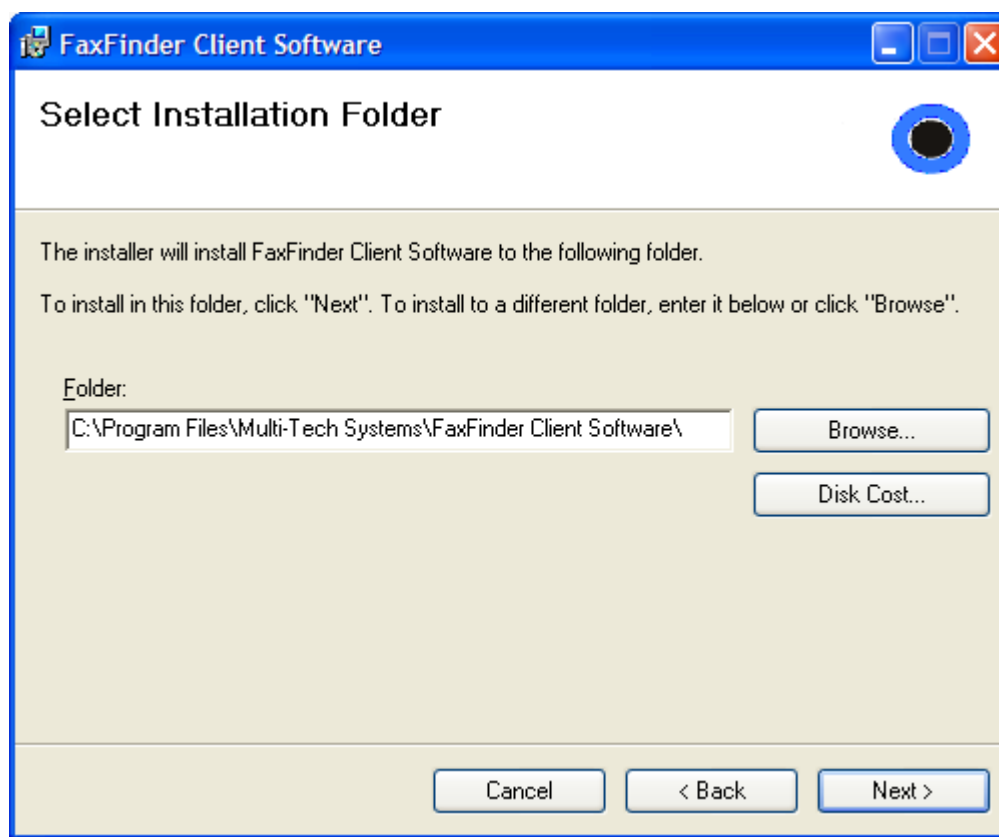 FaxFinder Client Software
Select Installation Folder
The installer will install FaxFinder Client Software to the following folder.
To install in this folder, click "Next". To install to a different folder, enter it below or click "Browse".
Folder:
C:\Program Files\Multi-Tech Systems\FaxFinder Client Software\
Browse...
Disk Cost...
Cancel
< Back
Next >